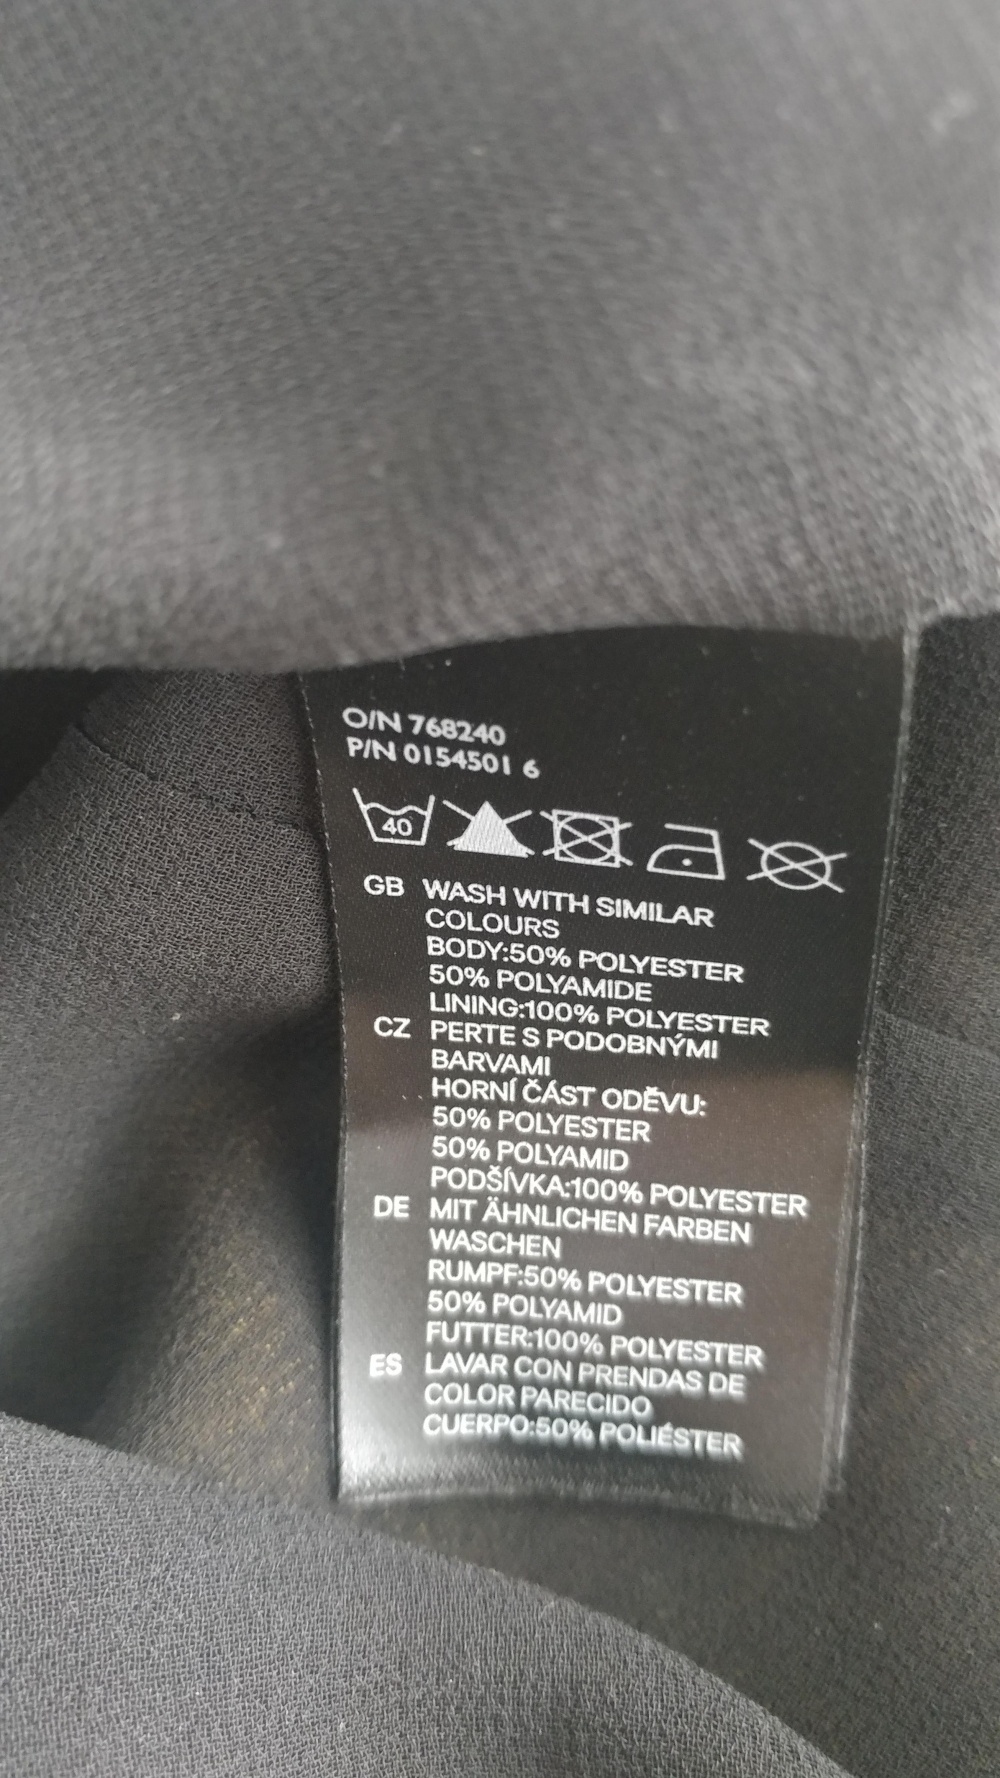 O/N 768240
P/N 0154501 6
40
GB WASH WITH SIMILAR
COLOURS
BODY:50% POLYESTER
50% POLYAMIDE
LINING:100% POLYESTER
CZ PERTE S PODOBNÝMI
BARVAMI
HORNÍ ČÁST ODĚVU:
50% POLYESTER
50% POLYAMID
PODŠÍVKA:100% POLYESTER
DE MIT ÄHNLICHEN FARBEN
WASCHEN
RUMPF:50% POLYESTER
50% POLYAMID
FUTTER:100% POLYESTER
ES LAVAR CON PRENDAS DE
COLOR PARECIDO
CUERPO:50% POLIÉSTER